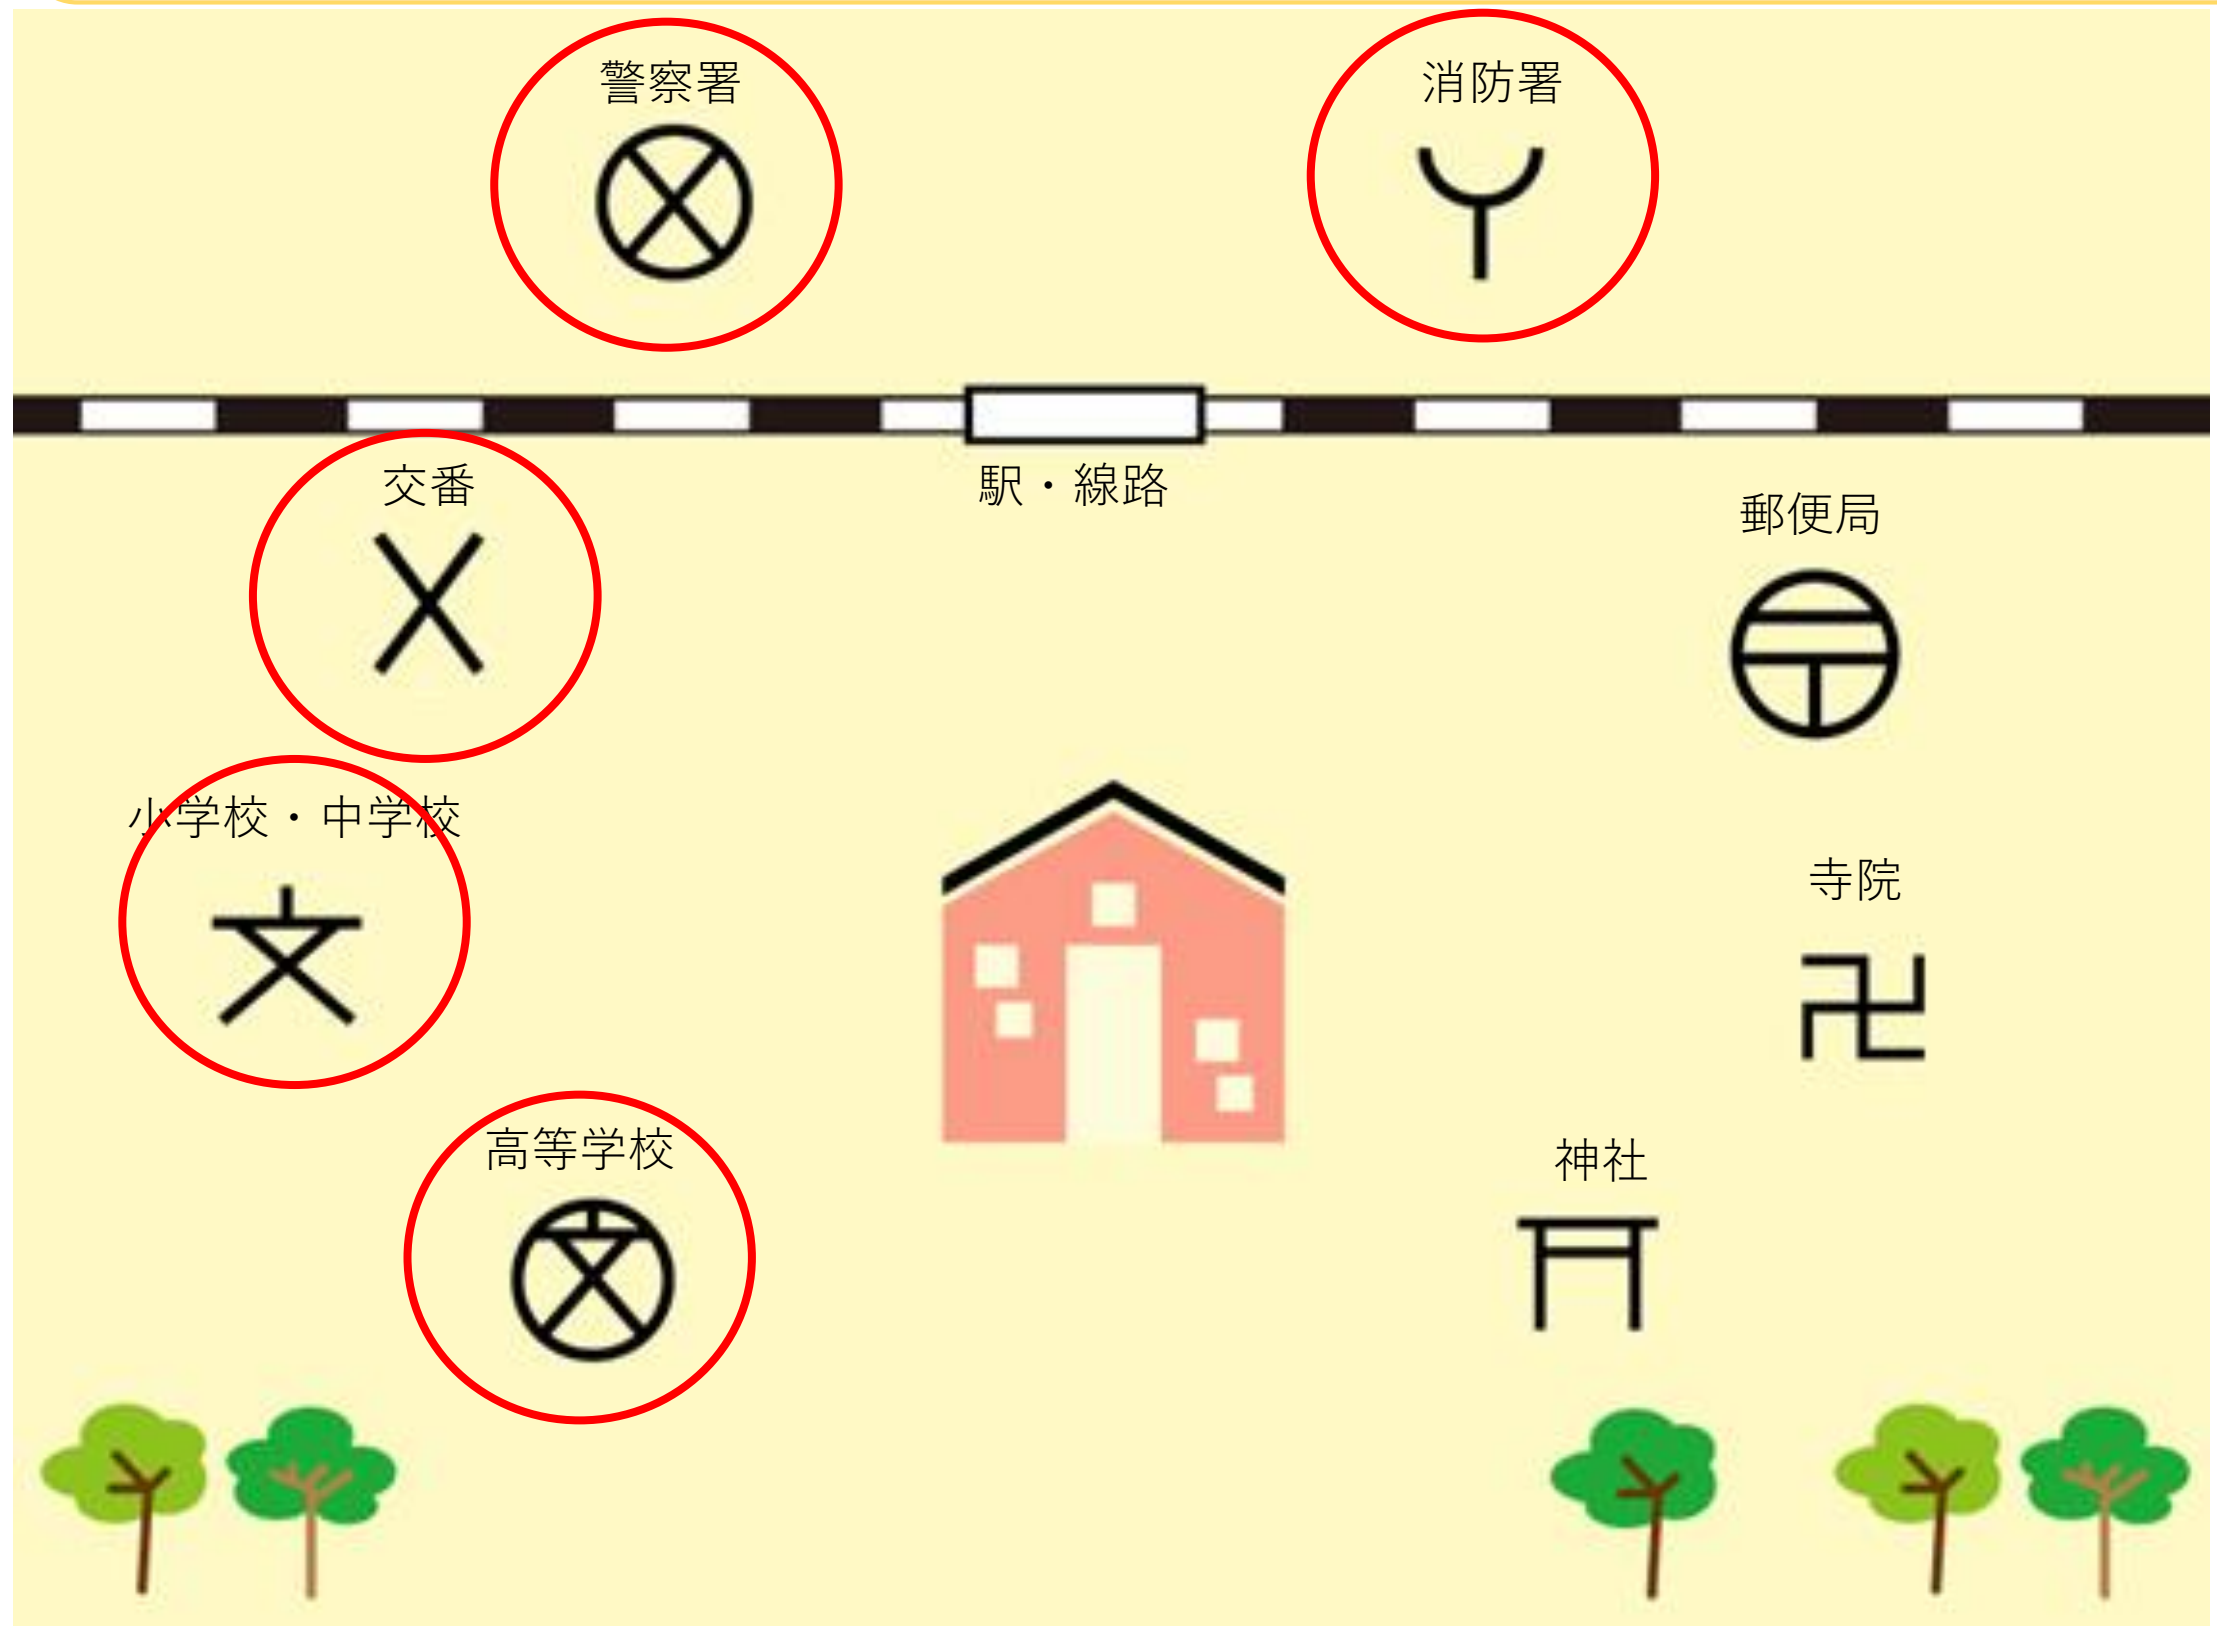 警察署
消防署
交番
駅・線路
郵便局
小学校・中学校
寺院
高等学校
神社